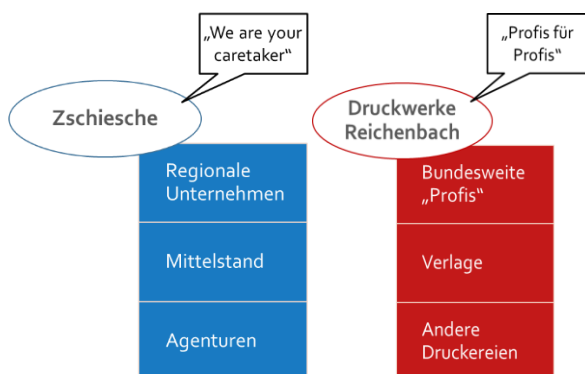 „We are your
caretaker“
Zschiesche
Regionale
Unternehmen
Mittelstand
Agenturen
„Profis für
Profis“
Druckwerke
Reichenbach
Bundesweite
„Profis“
Verlage
Andere
Druckereien